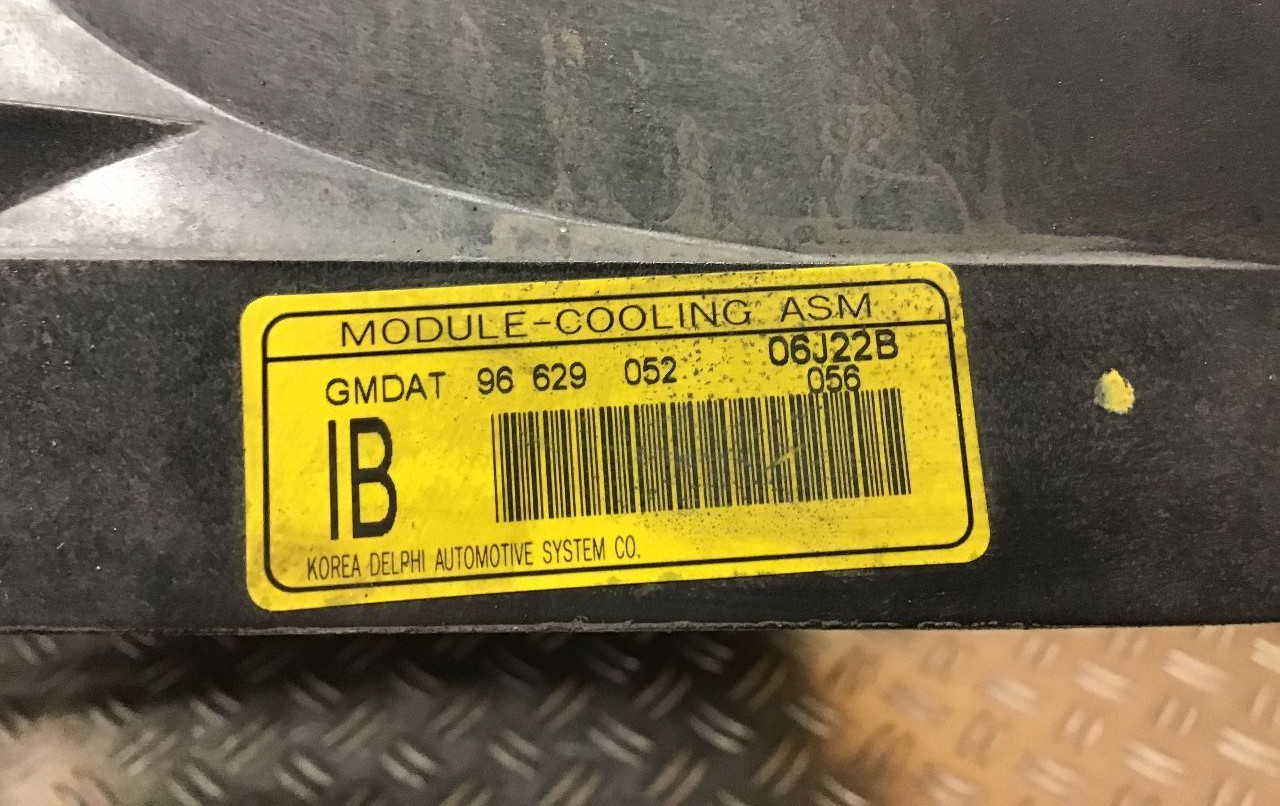 MODULE-COOLING ASM
GMDAT 96 629 052 06J22B
056
IB
KOREA DELPHI AUTOMOTIVE SYSTEM CO.